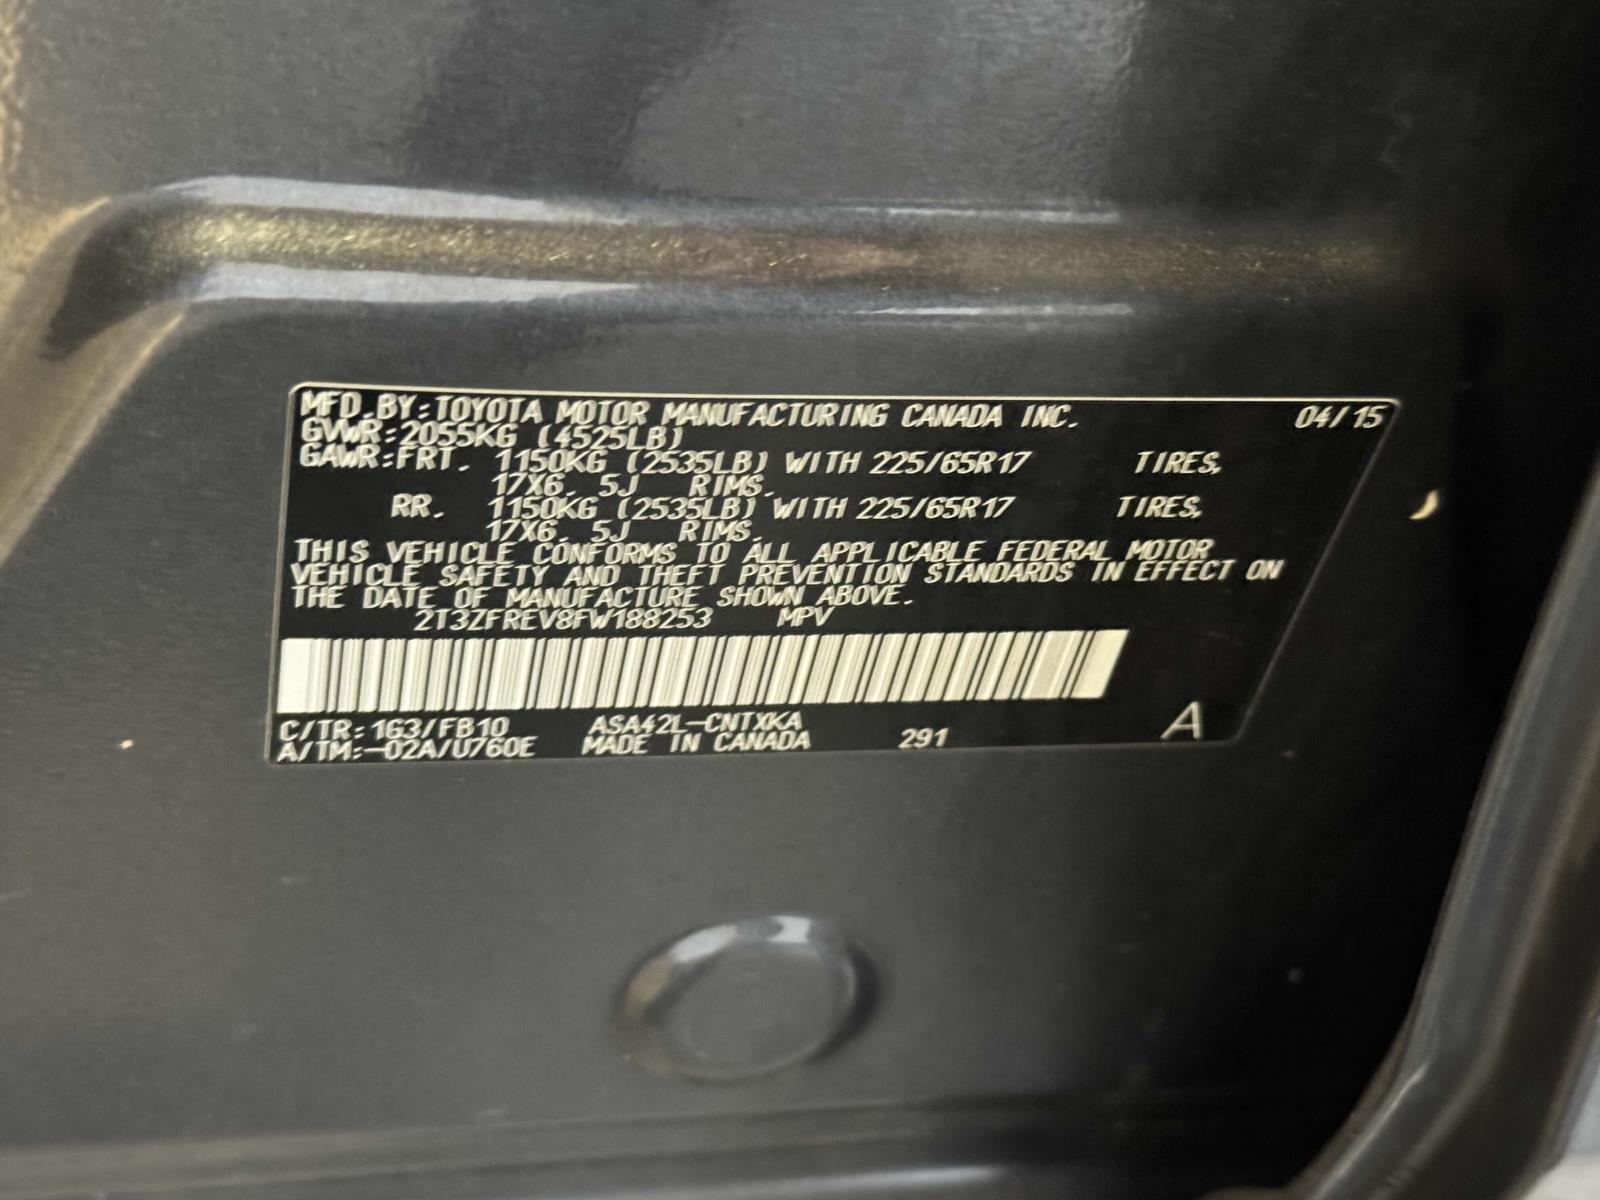 MFD.BY:TOYOTA MOTOR MANUFACTURING CANADA INC. 04/15
GVWR:2055KG (4525LB)
GAWR:FRT. 1150KG (2535LB) WITH 225/65R17 TIRES,
17X6. 5J RIMS.
RR. 1150KG (2535LB) WITH 225/65R17 TIRES,
17X6. 5J RIMS.
THIS VEHICLE CONFORMS TO ALL APPLICABLE FEDERAL MOTOR
VEHICLE SAFETY AND THEFT PREVENTION STANDARDS IN EFFECT ON
THE DATE OF MANUFACTURE SHOWN ABOVE.
2T3ZFREV8FW188253 MPV
C/TR:1G3/FB10 ASA42L-CNTXKA
A/TM:-02A/U760E MADE IN CANADA 291 A